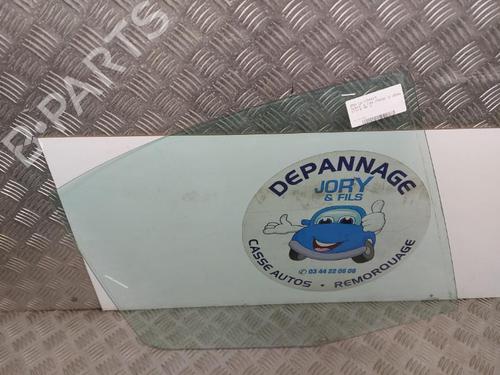 B-PARTS
DEPANNAGE
JORY
& FILS
✆ 03 44 22 06 08
CASSE AUTOS • REMORQUAGE